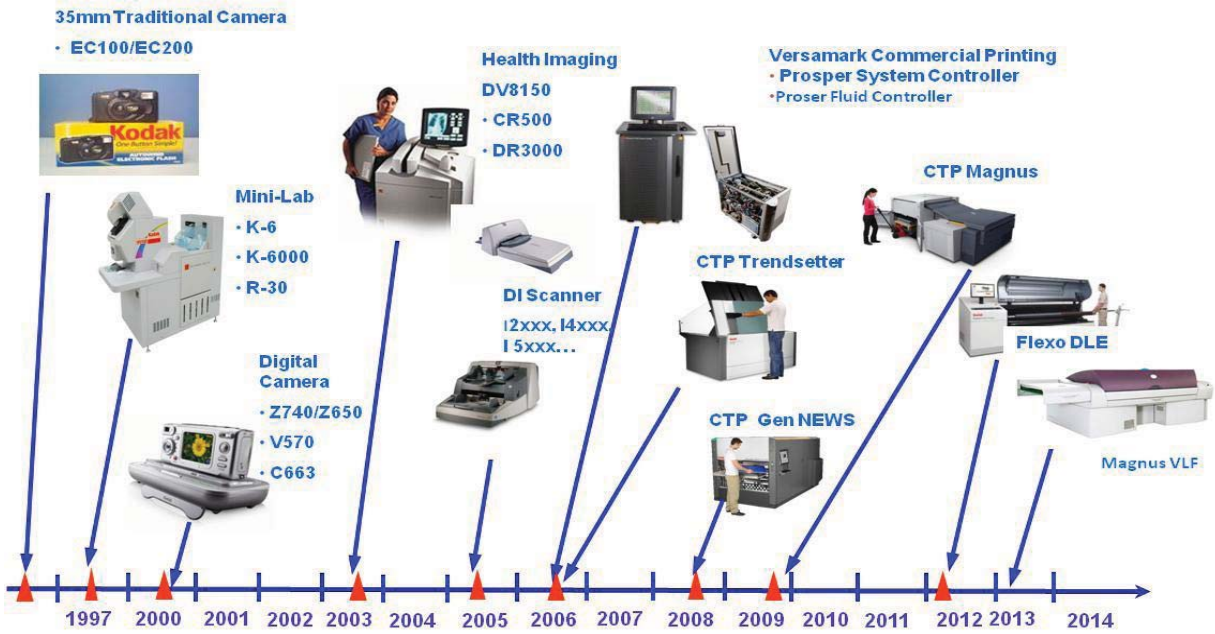 35mm Traditional Camera
• EC100/EC200
Kodak
One Button Simple!
AUTOWIND
ELECTRONIC FLASH
Mini-Lab
• K-6
• K-6000
• R-30
Digital
Camera
• Z740/Z650
• V570
• C663
Health Imaging
DV8150
• CR500
• DR3000
DI Scanner
I2xxx, I4xxx,
I 5xxx...
Versamark Commercial Printing
• Prosper System Controller
• Proser Fluid Controller
CTP Trendsetter
CTP Gen NEWS
CTP Magnus
Flexo DLE
Magnus VLF
1997 2000 2001 2002 2003 2004 2005 2006 2007 2008 2009 2010 2011 2012 2013 2014